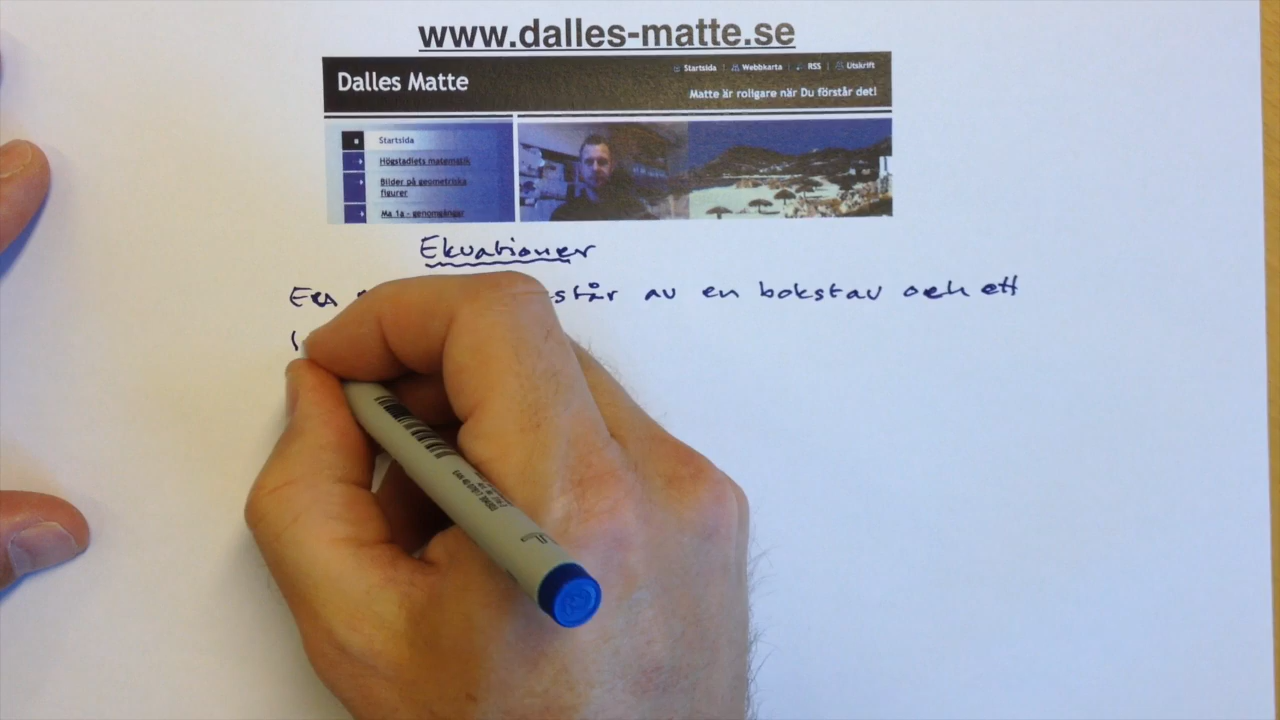 www.dalles-matte.se
Startsida | Webbkarta | RSS | Utskrift
Dalles Matte
Matte är roligare när Du förstår det!
Startsida
Högstadiets matematik
Bilder på geometriska
figurer
Ma 1a - genomgångar
Ekvationer
står av en bokstav och ett